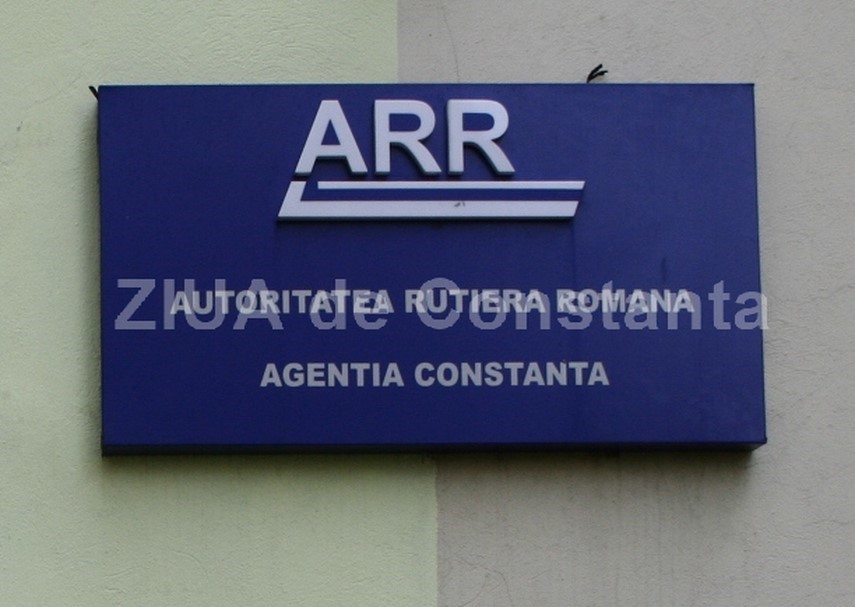 ARR
AUTORITATEA RUTIERA ROMANA
ZIUA de Constanta
AGENTIA CONSTANTA